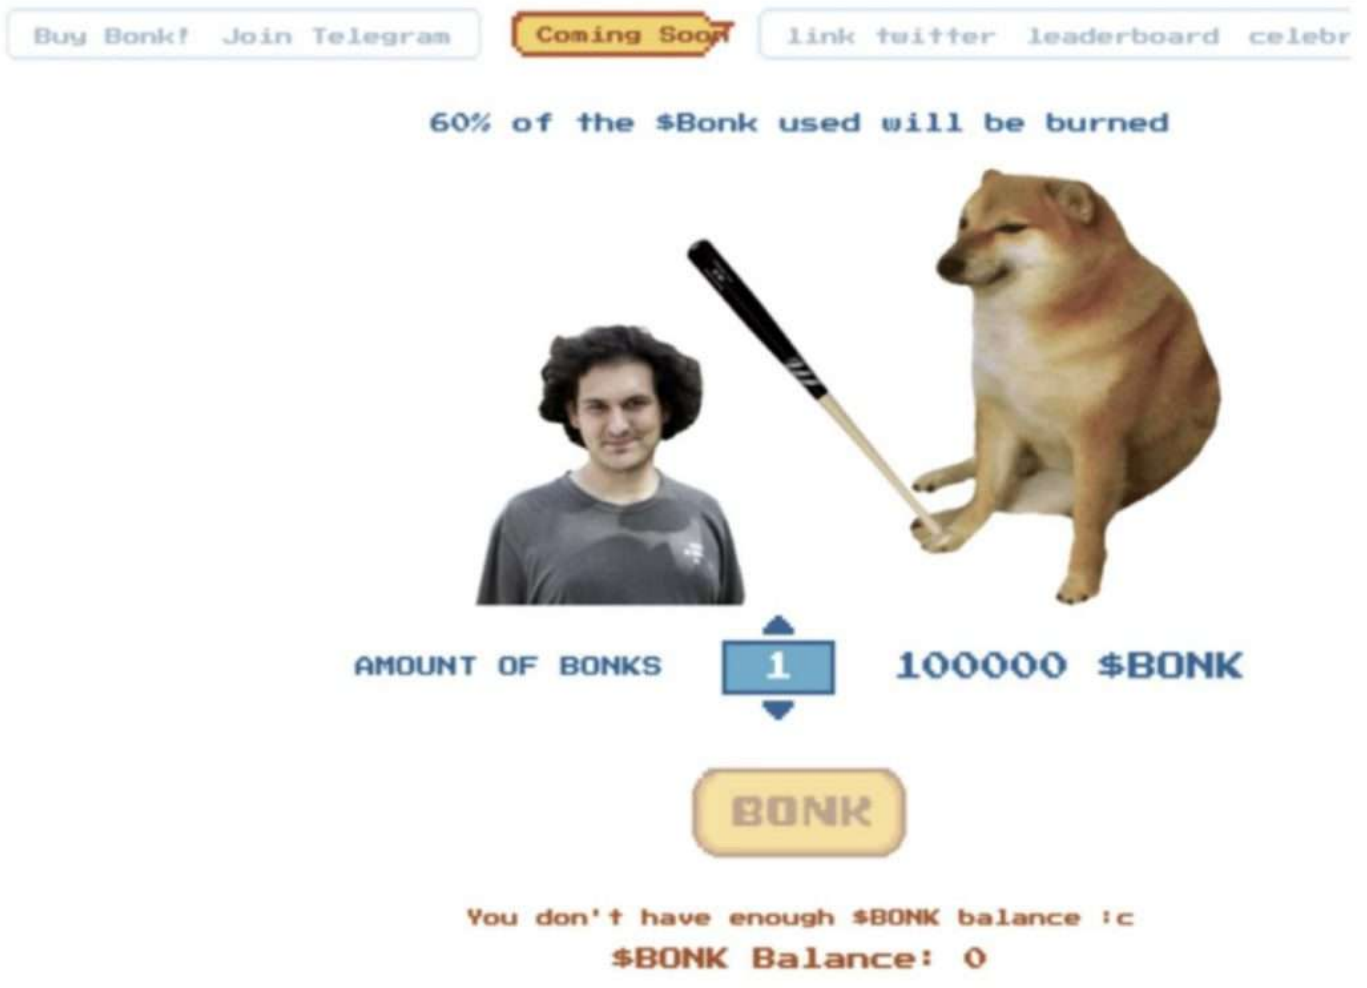 Buy Bonk! Join Telegram Coming Soon link twitter leaderboard celebr
60% of the $Bonk used will be burned
AMOUNT OF BONKS 1 100000 $BONK
BONK
You don't have enough $BONK balance :c
$BONK Balance: 0